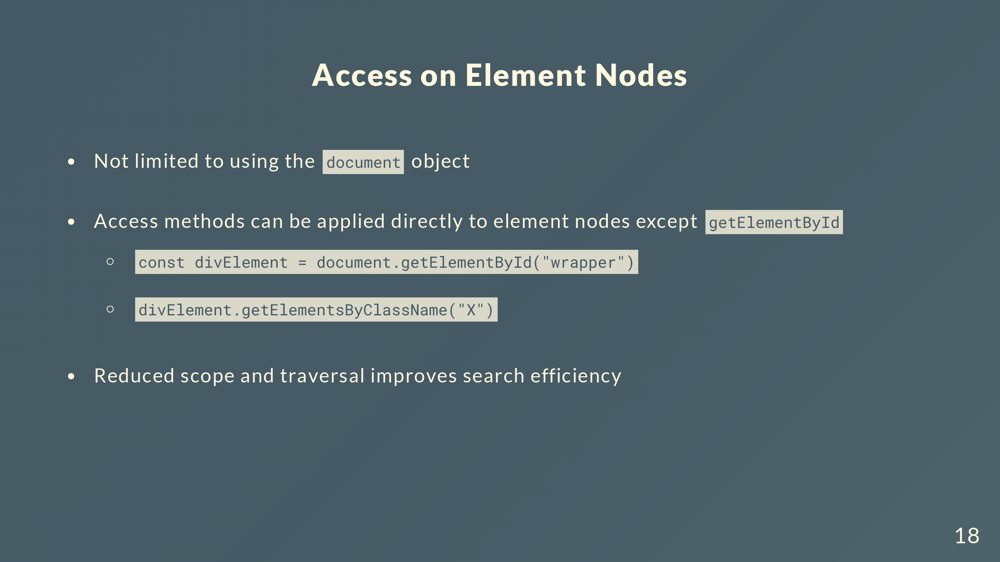 Access on Element Nodes
• Not limited to using the document object
• Access methods can be applied directly to element nodes except getElementById
○ const divElement = document.getElementById("wrapper")
○ divElement.getElementsByClassName("X")
• Reduced scope and traversal improves search efficiency
18